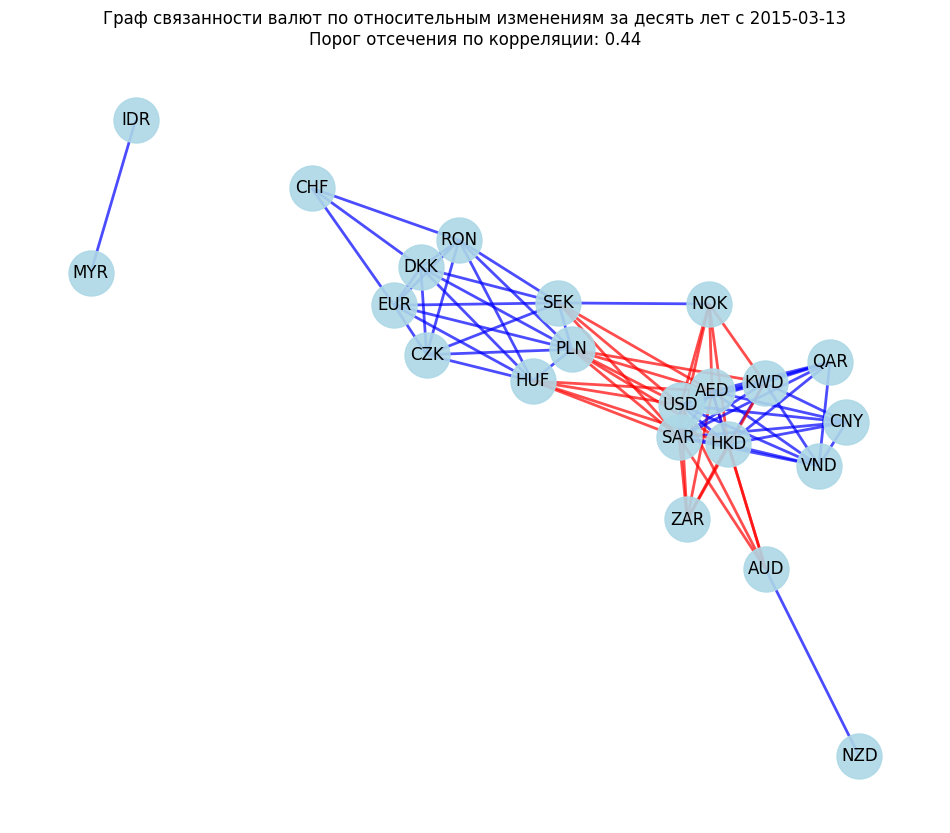 Граф связанности валют по относительным изменениям за десять лет с 2015-03-13
Порог отсечения по корреляции: 0.44
IDR
CHF
RON
DKK
MYR
EUR
SEK
NOK
PLN
CZK
QAR
HUF
KWD
AED
USD
CNY
SAR
HKD
VND
ZAR
AUD
NZD